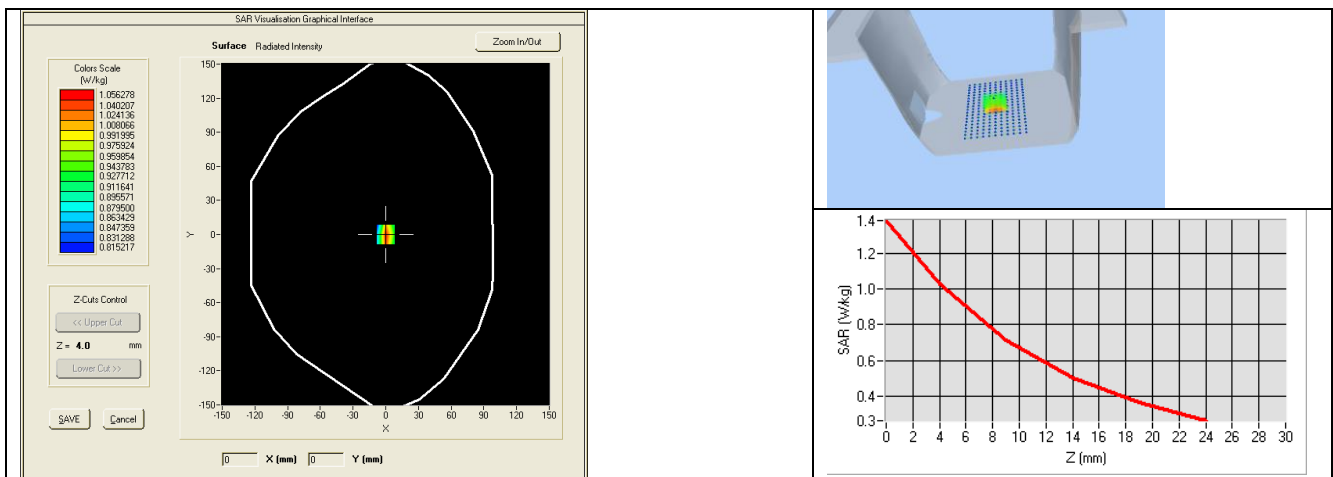 SAR Visualisation Graphical Interface
Surface Radiated Intensity
Zoom In/Out
Colors Scale
(W/kg)
1.056278
1.040207
1.024136
1.008066
0.991995
0.975924
0.959854
0.943783
0.927712
0.911641
0.895571
0.879500
0.863429
0.847359
0.831288
0.815217
Z-Cuts Control
<< Upper Cut
Z = 4.0 mm
Lower Cut >>
SAVE Cancel
150
120
90
60
30
0
-30
-60
-90
-120
-150
Y
-150 -120 -90 -60 -30 0 30 60 90 120 150
X
0 X (mm) 0 Y (mm)
1.4
1.2
1.0
0.8
0.6
0.4
0.3
SAR (W/kg)
0 2 4 6 8 10 12 14 16 18 20 22 24 26 28 30
Z (mm)